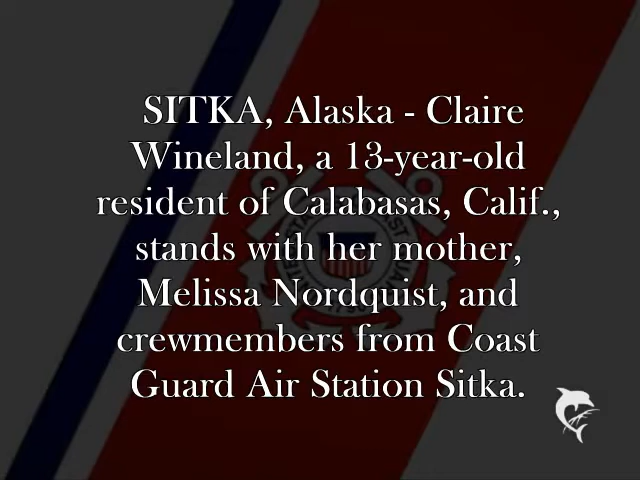 SITKA, Alaska - Claire
Wineland, a 13-year-old
resident of Calabasas, Calif.,
stands with her mother,
Melissa Nordquist, and
crewmembers from Coast
Guard Air Station Sitka.